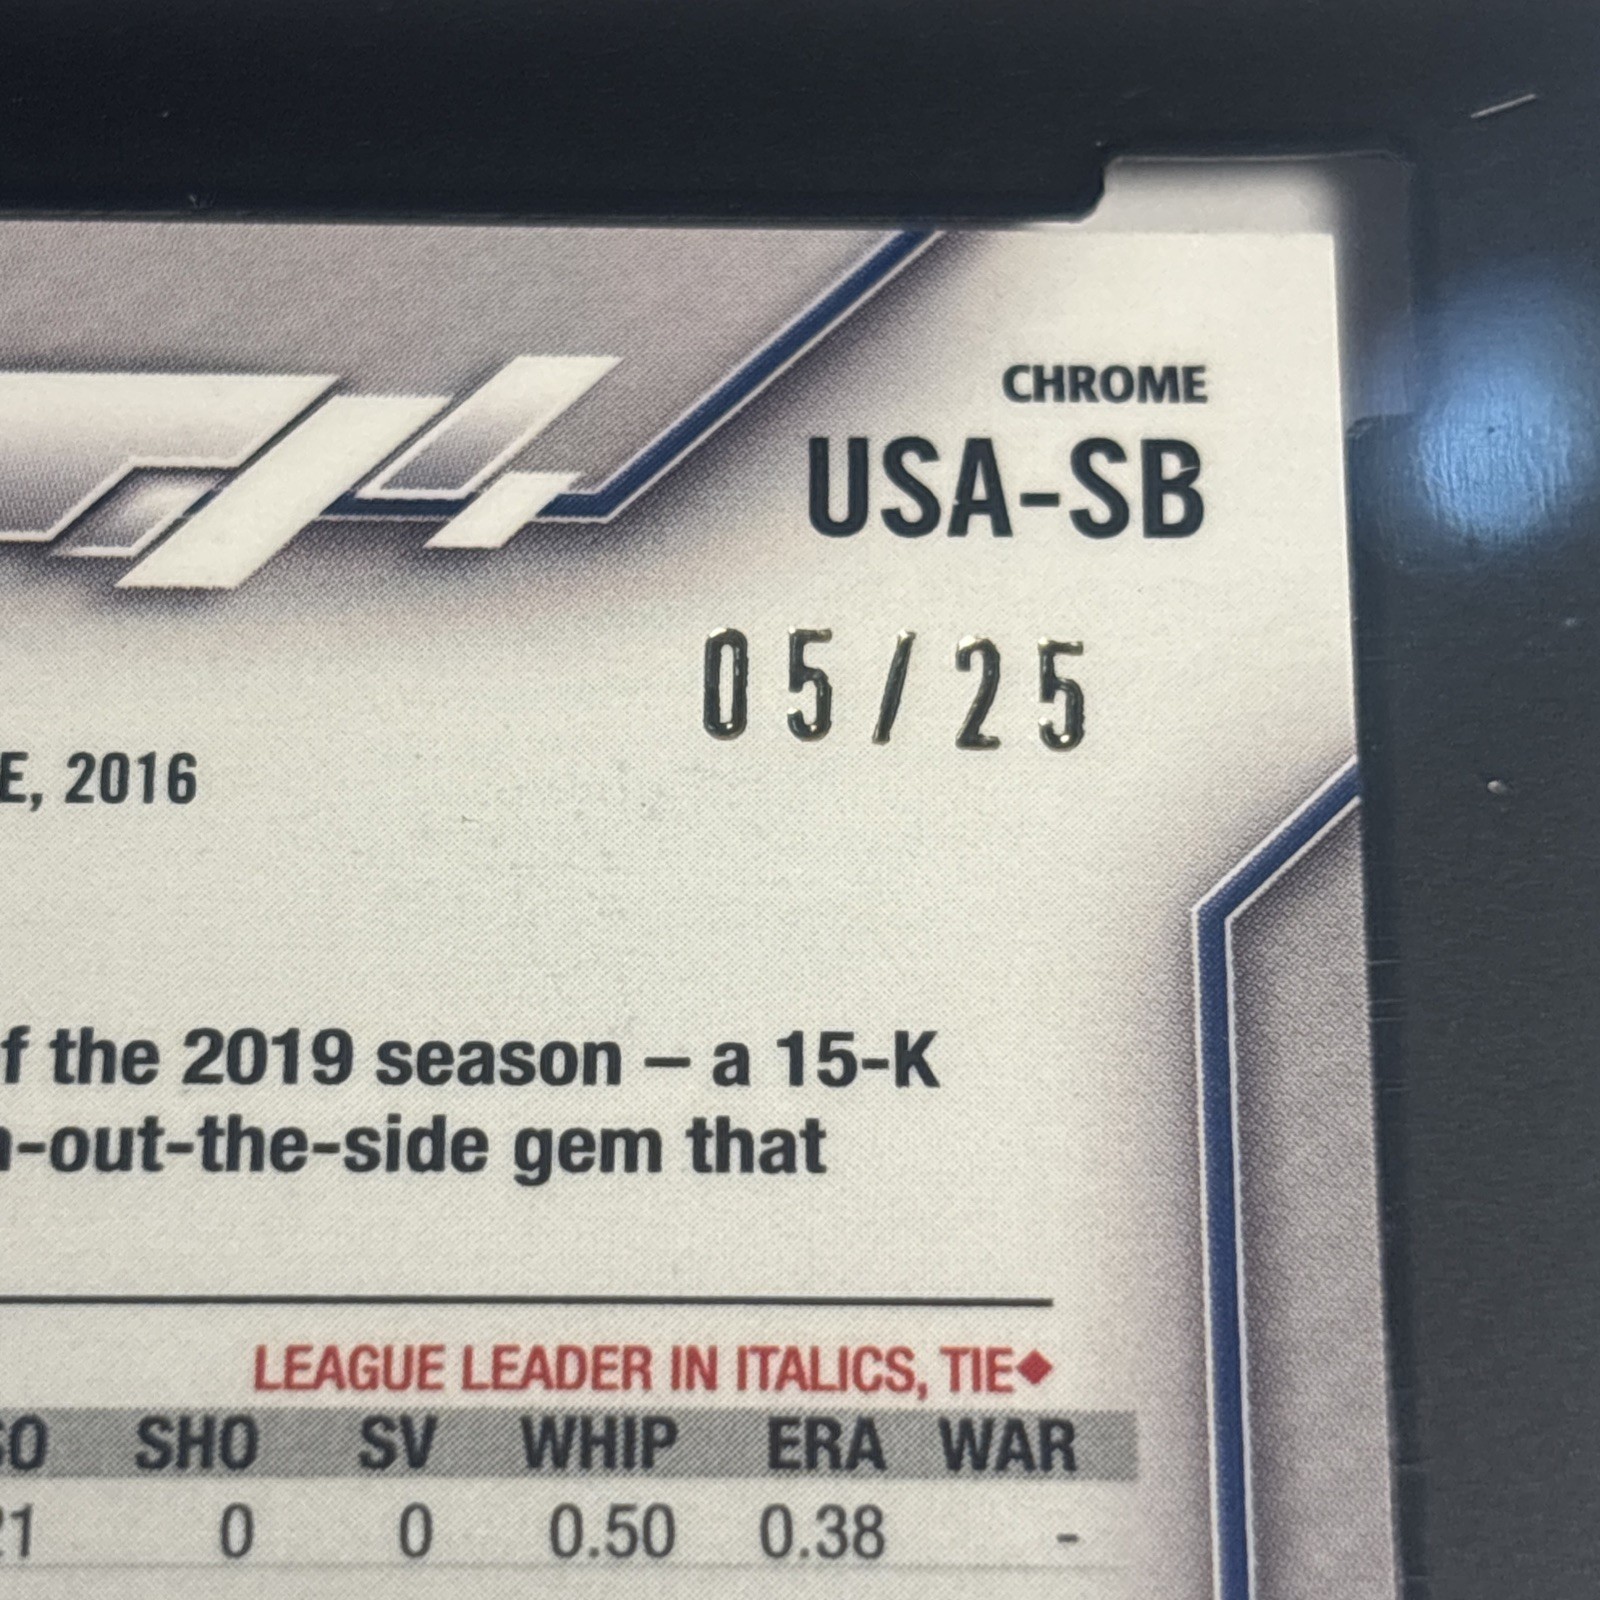 CHROME
USA-SB
05/25
E, 2016
f the 2019 season – a 15-K
-out-the-side gem that
LEAGUE LEADER IN ITALICS, TIE◆
SO SHO SV WHIP ERA WAR
21 0 0 0.50 0.38 -